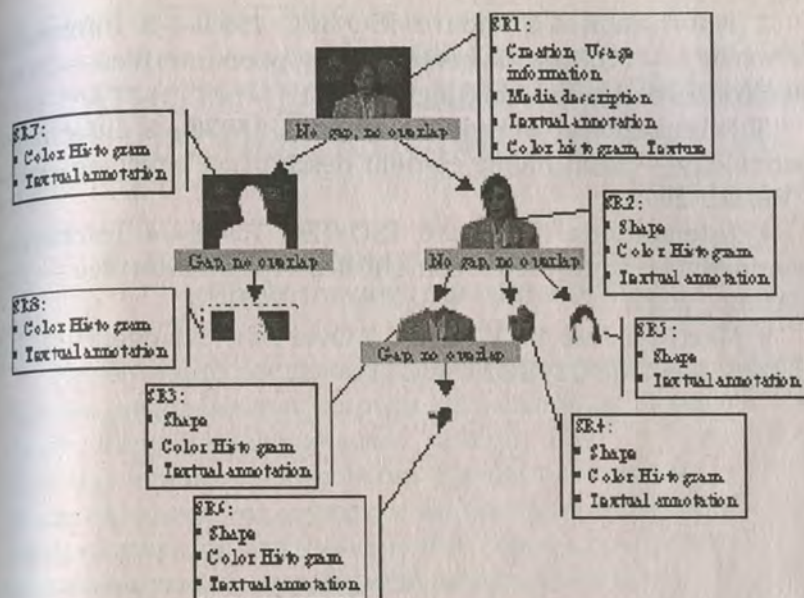 SR1:
• Creation, Usage
information
• Media description
• Textual annotation
• Color histogram, Texture
No gap, no overlap
SR7:
• Color Histogram
• Textual annotation
Gap, no overlap
No gap, no overlap
SR2:
• Shape
• Color Histogram
• Textual annotation
SR8:
• Color Histogram
• Textual annotation
Gap, no overlap
SR5:
• Shape
• Textual annotation
SR3:
• Shape
• Color Histogram
• Textual annotation
SR4:
• Shape
• Color Histogram
• Textual annotation
SR6:
• Shape
• Color Histogram
• Textual annotation